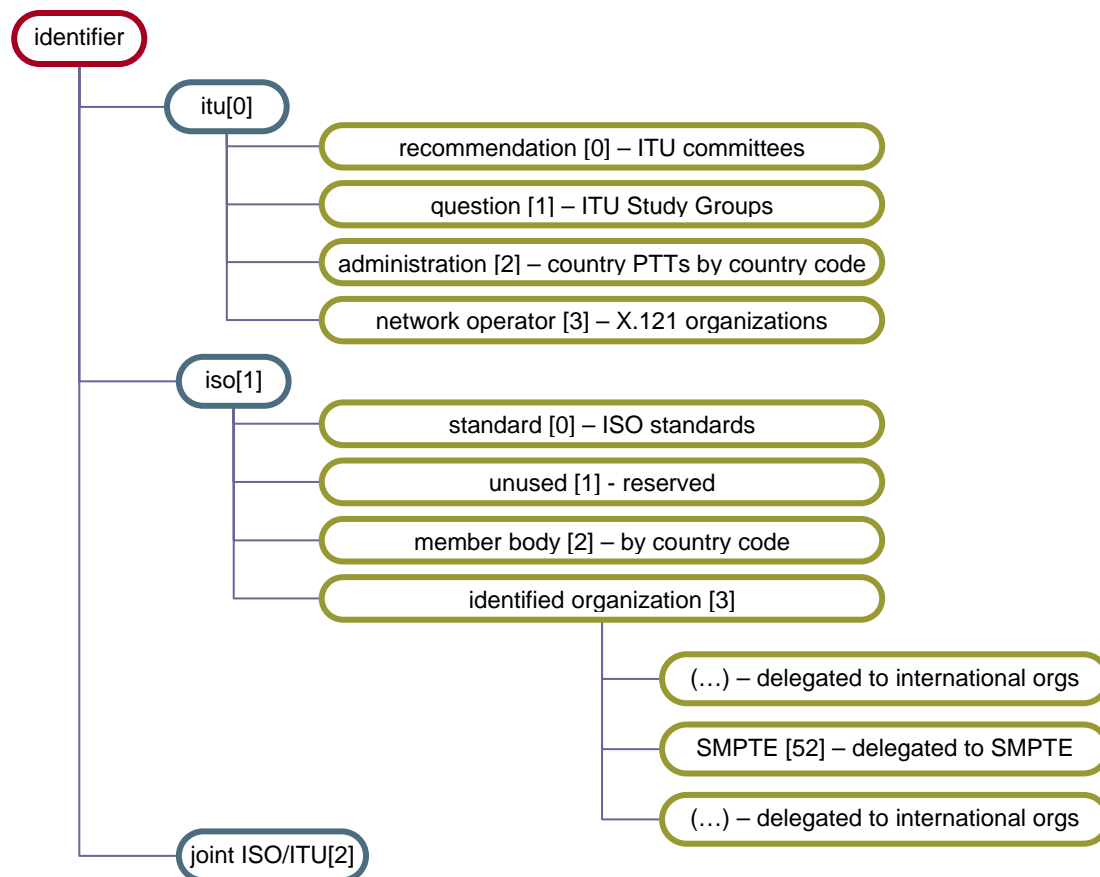 identifier
itu[0]
recommendation [0] – ITU committees
question [1] – ITU Study Groups
administration [2] – country PTTs by country code
network operator [3] – X.121 organizations
iso[1]
standard [0] – ISO standards
unused [1] - reserved
member body [2] – by country code
identified organization [3]
(…) – delegated to international orgs
SMPTE [52] – delegated to SMPTE
(…) – delegated to international orgs
joint ISO/ITU[2]